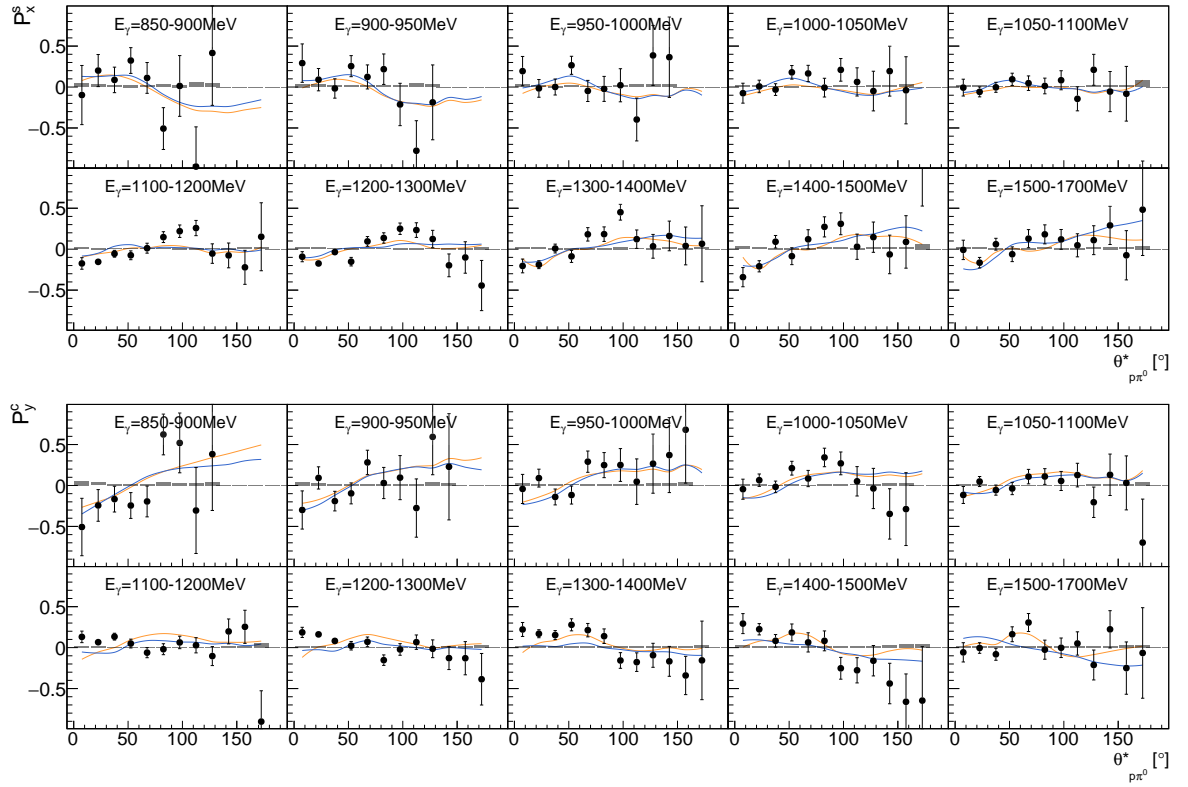 P_x^s
E_γ=850-900MeV E_γ=900-950MeV E_γ=950-1000MeV E_γ=1000-1050MeV E_γ=1050-1100MeV
0.5
0
−0.5
E_γ=1100-1200MeV E_γ=1200-1300MeV E_γ=1300-1400MeV E_γ=1400-1500MeV E_γ=1500-1700MeV
0.5
0
−0.5
0 50 100 150 0 50 100 150 0 50 100 150 0 50 100 150 0 50 100 150
θ*_{pπ⁰} [°]
P_y^c
E_γ=850-900MeV E_γ=900-950MeV E_γ=950-1000MeV E_γ=1000-1050MeV E_γ=1050-1100MeV
0.5
0
−0.5
E_γ=1100-1200MeV E_γ=1200-1300MeV E_γ=1300-1400MeV E_γ=1400-1500MeV E_γ=1500-1700MeV
0.5
0
−0.5
0 50 100 150 0 50 100 150 0 50 100 150 0 50 100 150 0 50 100 150
θ*_{pπ⁰} [°]